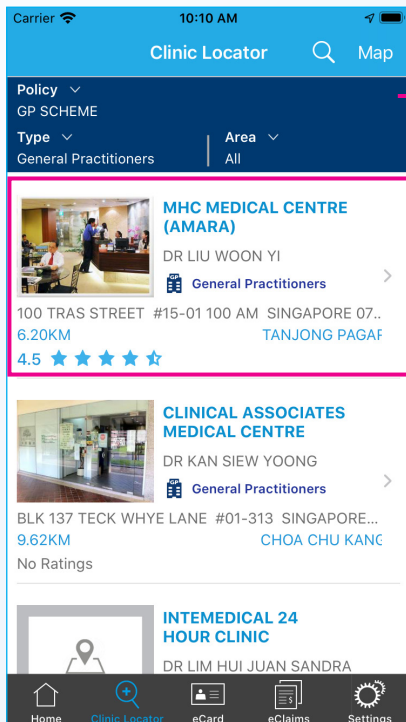 Carrier 10:10 AM
Clinic Locator Map
Policy
GP SCHEME
Type Area
General Practitioners All
MHC MEDICAL CENTRE
(AMARA)
DR LIU WOON YI
GP General Practitioners
100 TRAS STREET #15-01 100 AM SINGAPORE 07..
6.20KM TANJONG PAGAR
4.5
CLINICAL ASSOCIATES
MEDICAL CENTRE
DR KAN SIEW YOONG
GP General Practitioners
BLK 137 TECK WHYE LANE #01-313 SINGAPORE...
9.62KM CHOA CHU KANG
No Ratings
INTEMEDICAL 24
HOUR CLINIC
DR LIM HUI JUAN SANDRA
Home Clinic Locator eCard eClaims Settings